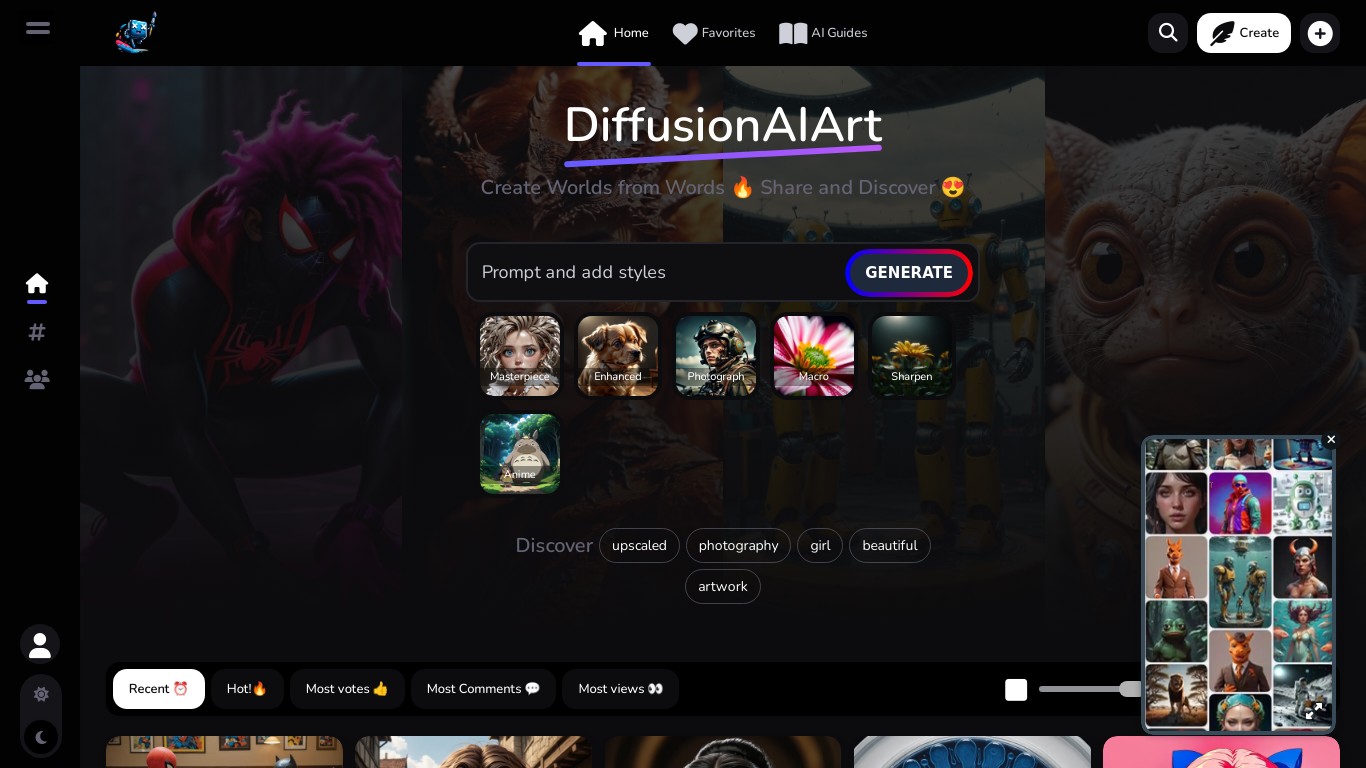 Home
Favorites
AI Guides
Create
DiffusionAIArt
Create Worlds from Words 🔥 Share and Discover 😍
Prompt and add styles
GENERATE
Masterpiece
Enhanced
Photograph
Macro
Sharpen
Anime
Discover
upscaled
photography
girl
beautiful
artwork
Recent ⏰
Hot!🔥
Most votes 👍
Most Comments 💬
Most views 👀